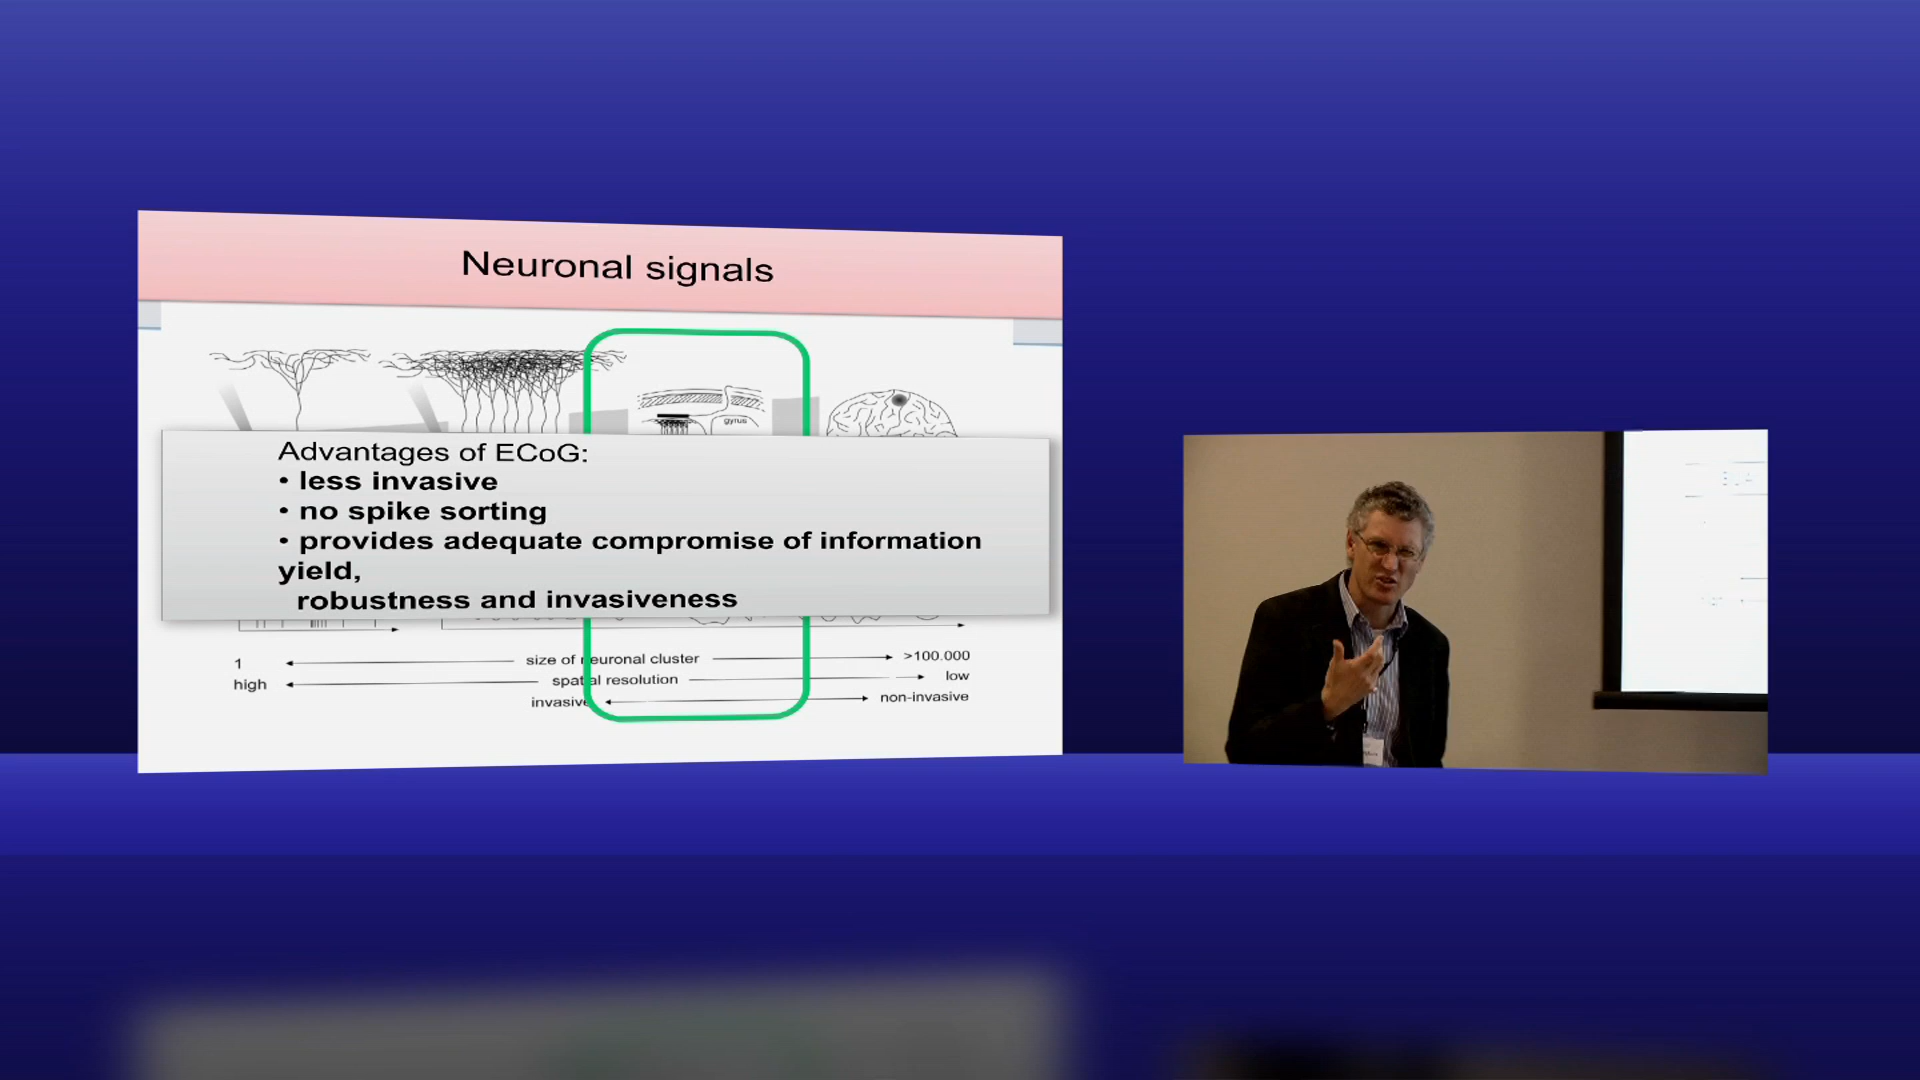 Neuronal signals
gyrus
Advantages of ECoG:
• less invasive
• no spike sorting
• provides adequate compromise of information
yield,
robustness and invasiveness
1 size of neuronal cluster >100.000
high spatial resolution low
invasive non-invasive